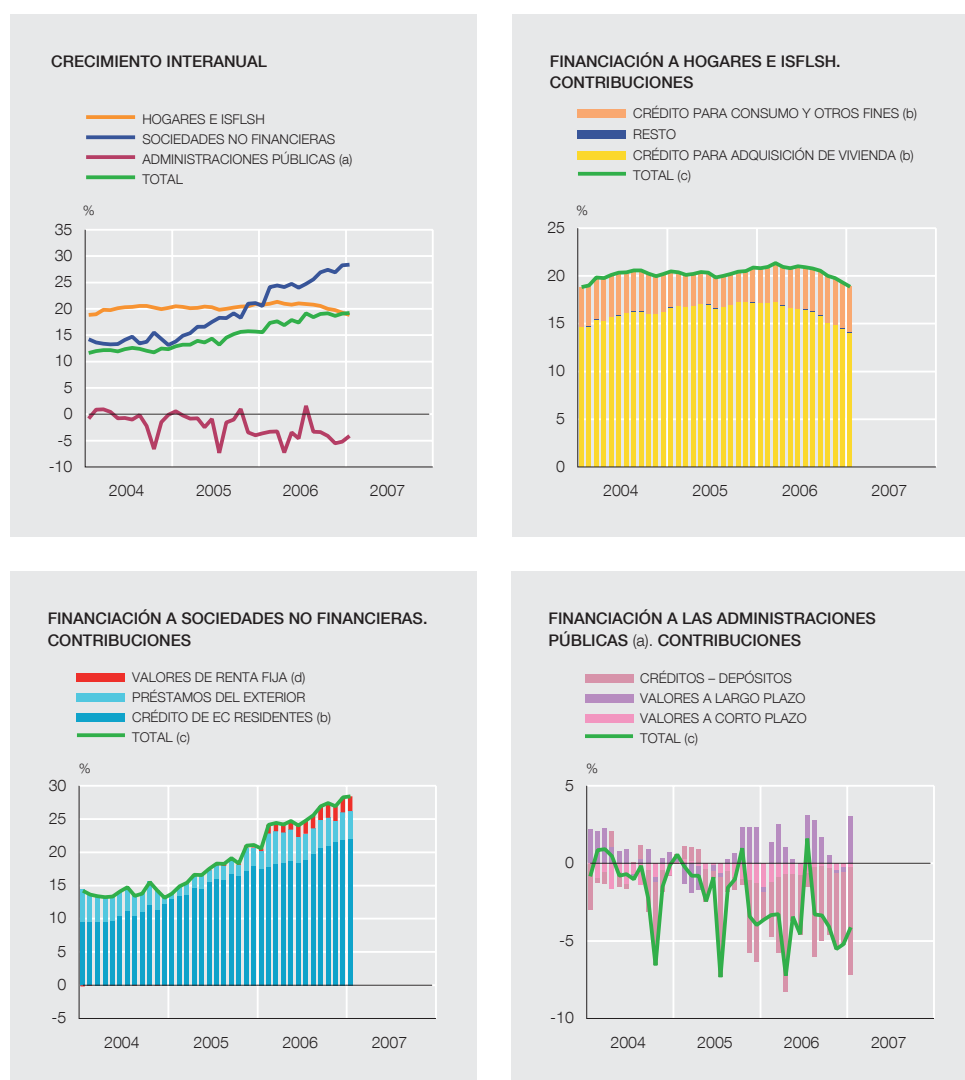 CRECIMIENTO INTERANUAL
HOGARES E ISFLSH
SOCIEDADES NO FINANCIERAS
ADMINISTRACIONES PÚBLICAS (a)
TOTAL
%
35
30
25
20
15
10
5
0
-5
-10
2004 2005 2006 2007
FINANCIACIÓN A HOGARES E ISFLSH.
CONTRIBUCIONES
CRÉDITO PARA CONSUMO Y OTROS FINES (b)
RESTO
CRÉDITO PARA ADQUISICIÓN DE VIVIENDA (b)
TOTAL (c)
%
25
20
15
10
5
0
2004 2005 2006 2007
FINANCIACIÓN A SOCIEDADES NO FINANCIERAS.
CONTRIBUCIONES
VALORES DE RENTA FIJA (d)
PRÉSTAMOS DEL EXTERIOR
CRÉDITO DE EC RESIDENTES (b)
TOTAL (c)
%
30
25
20
15
10
5
0
-5
2004 2005 2006 2007
FINANCIACIÓN A LAS ADMINISTRACIONES
PÚBLICAS (a). CONTRIBUCIONES
CRÉDITOS – DEPÓSITOS
VALORES A LARGO PLAZO
VALORES A CORTO PLAZO
TOTAL (c)
%
5
0
-5
-10
2004 2005 2006 2007